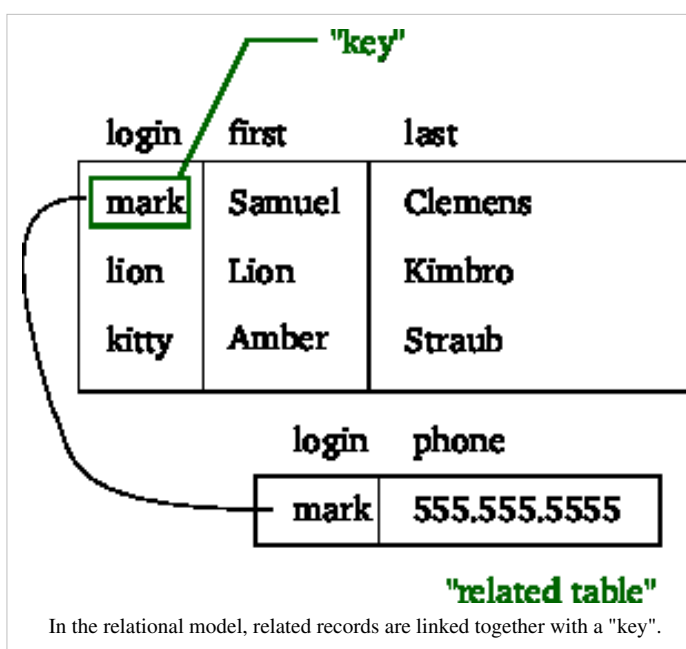 "key"
login first last
mark Samuel Clemens
lion Lion Kimbro
kitty Amber Straub
login phone
mark 555.555.5555
"related table"
In the relational model, related records are linked together with a "key".